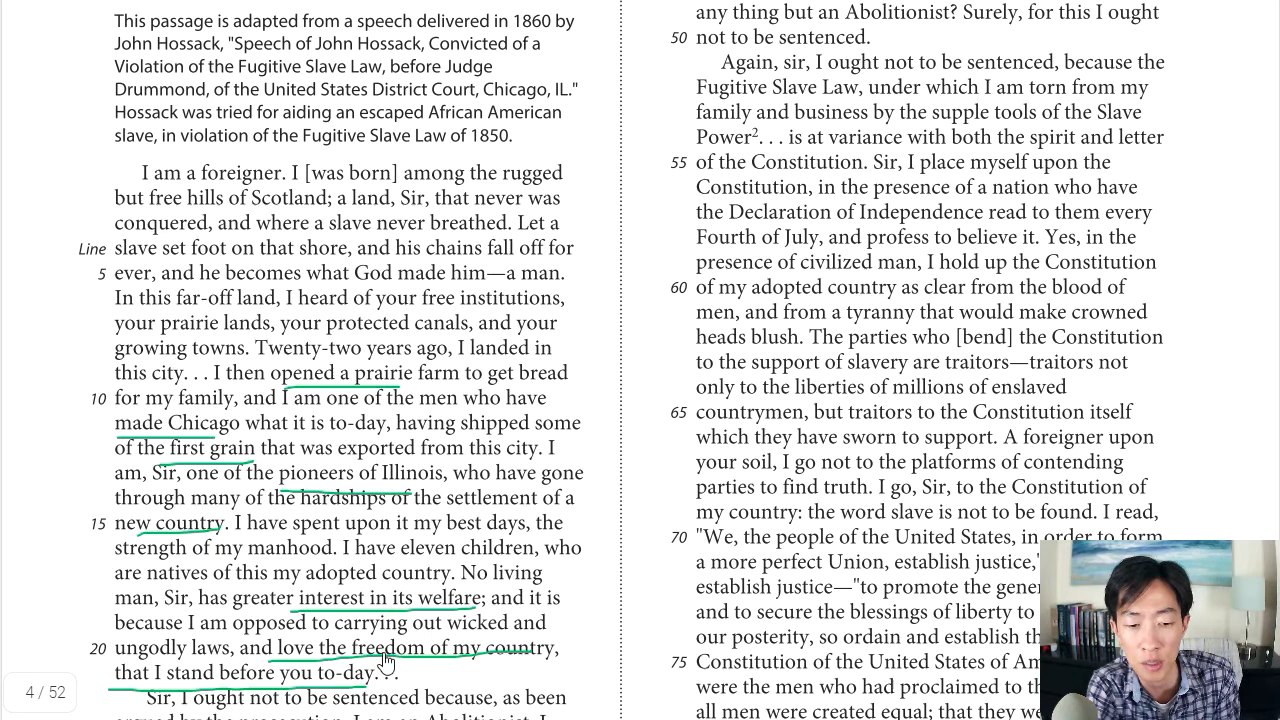 This passage is adapted from a speech delivered in 1860 by
John Hossack, "Speech of John Hossack, Convicted of a
Violation of the Fugitive Slave Law, before Judge
Drummond, of the United States District Court, Chicago, IL."
Hossack was tried for aiding an escaped African American
slave, in violation of the Fugitive Slave Law of 1850.
I am a foreigner. I [was born] among the rugged
but free hills of Scotland; a land, Sir, that never was
conquered, and where a slave never breathed. Let a
Line slave set foot on that shore, and his chains fall off for
5 ever, and he becomes what God made him—a man.
In this far-off land, I heard of your free institutions,
your prairie lands, your protected canals, and your
growing towns. Twenty-two years ago, I landed in
this city. . . I then opened a prairie farm to get bread
10 for my family, and I am one of the men who have
made Chicago what it is to-day, having shipped some
of the first grain that was exported from this city. I
am, Sir, one of the pioneers of Illinois, who have gone
through many of the hardships of the settlement of a
15 new country. I have spent upon it my best days, the
strength of my manhood. I have eleven children, who
are natives of this my adopted country. No living
man, Sir, has greater interest in its welfare; and it is
because I am opposed to carrying out wicked and
20 ungodly laws, and love the freedom of my country,
that I stand before you to-day. . .
Sir, I ought not to be sentenced because, as been
argued by the prosecution, I am an Abolitionist. I
4 / 52
any thing but an Abolitionist? Surely, for this I ought
50 not to be sentenced.
Again, sir, I ought not to be sentenced, because the
Fugitive Slave Law, under which I am torn from my
family and business by the supple tools of the Slave
Power2. . . is at variance with both the spirit and letter
55 of the Constitution. Sir, I place myself upon the
Constitution, in the presence of a nation who have
the Declaration of Independence read to them every
Fourth of July, and profess to believe it. Yes, in the
presence of civilized man, I hold up the Constitution
60 of my adopted country as clear from the blood of
men, and from a tyranny that would make crowned
heads blush. The parties who [bend] the Constitution
to the support of slavery are traitors—traitors not
only to the liberties of millions of enslaved
65 countrymen, but traitors to the Constitution itself
which they have sworn to support. A foreigner upon
your soil, I go not to the platforms of contending
parties to find truth. I go, Sir, to the Constitution of
my country: the word slave is not to be found. I read,
70 "We, the people of the United States, in order to form
a more perfect Union, establish justice,"
establish justice—"to promote the gener
and to secure the blessings of liberty to
our posterity, so ordain and establish th
75 Constitution of the United States of Am
were the men who had proclaimed to th
all men were created equal; that they we